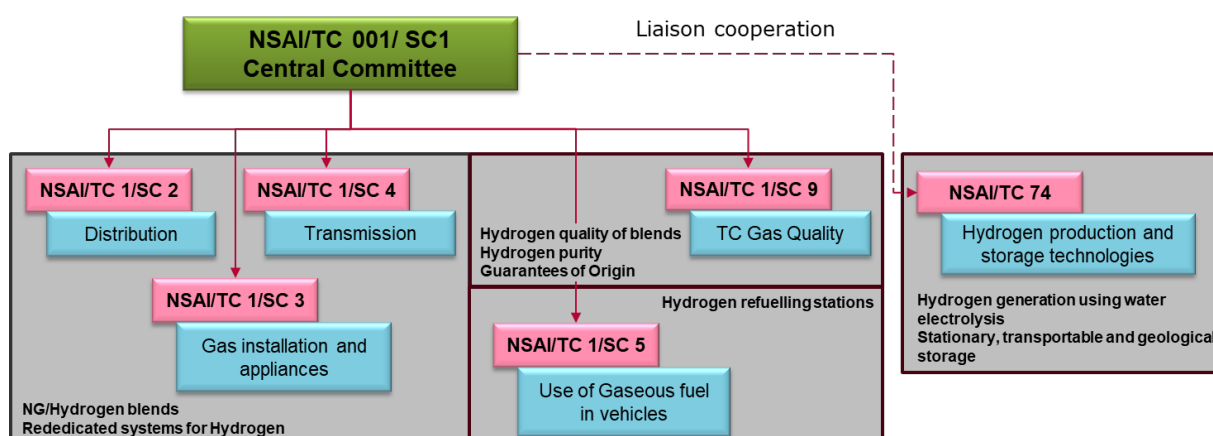 NSAI/TC 001/ SC1
Central Committee
Liaison cooperation
NSAI/TC 1/SC 2
Distribution
NSAI/TC 1/SC 4
Transmission
NSAI/TC 1/SC 3
Gas installation and
appliances
NG/Hydrogen blends
Rededicated systems for Hydrogen
NSAI/TC 1/SC 9
TC Gas Quality
Hydrogen quality of blends
Hydrogen purity
Guarantees of Origin
Hydrogen refuelling stations
NSAI/TC 1/SC 5
Use of Gaseous fuel
in vehicles
NSAI/TC 74
Hydrogen production and
storage technologies
Hydrogen generation using water
electrolysis
Stationary, transportable and geological
storage